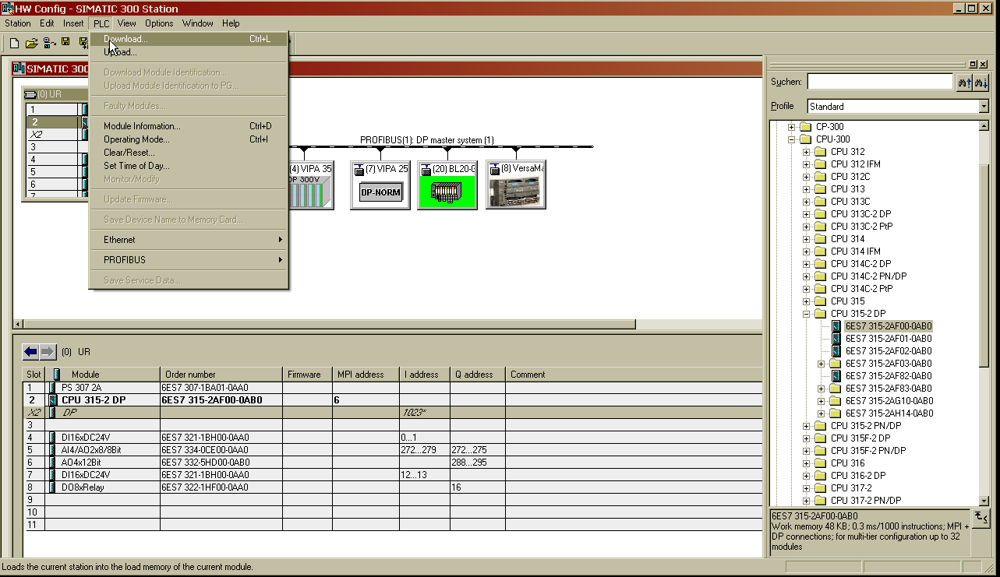 HW Config - SIMATIC 300 Station
Station Edit Insert PLC View Options Window Help
Download... Ctrl+L
Upload...
Download Module Identification...
Upload Module Identification to PG...
Faulty Modules...
Module Information... Ctrl+D
Operating Mode... Ctrl+I
Clear/Reset...
Set Time of Day...
Monitor/Modify
Update Firmware...
Save Device Name to Memory Card...
Ethernet
PROFIBUS
Save Service Data...
SIMATIC 300
(0) UR
1
2
X2
3
4
5
6
7
PROFIBUS(1): DP master system (1)
(4) VIPA 35
DP 300V
(7) VIPA 25
DP-NORM
(20) BL20-G
(8) VersaMa
(0) UR
Slot Module Order number Firmware MPI address I address Q address Comment
1 PS 307 2A 6ES7 307-1BA01-0AA0
2 CPU 315-2 DP 6ES7 315-2AF00-0AB0 6
X2 DP 1023*
3
4 DI16xDC24V 6ES7 321-1BH00-0AA0 0...1
5 AI4/AO2x8/8Bit 6ES7 334-0CE00-0AA0 272...279 272...275
6 AO4x12Bit 6ES7 332-5HD00-0AB0 288...295
7 DI16xDC24V 6ES7 321-1BH00-0AA0 12...13
8 DO8xRelay 6ES7 322-1HF00-0AA0 16
9
10
11
Suchen:
Profile Standard
CP-300
CPU-300
CPU 312
CPU 312 IFM
CPU 312C
CPU 313
CPU 313C
CPU 313C-2 DP
CPU 313C-2 PtP
CPU 314
CPU 314 IFM
CPU 314C-2 DP
CPU 314C-2 PN/DP
CPU 314C-2 PtP
CPU 315
CPU 315-2 DP
6ES7 315-2AF00-0AB0
6ES7 315-2AF01-0AB0
6ES7 315-2AF02-0AB0
6ES7 315-2AF03-0AB0
6ES7 315-2AF82-0AB0
6ES7 315-2AF83-0AB0
6ES7 315-2AG10-0AB0
6ES7 315-2AH14-0AB0
CPU 315-2 PN/DP
CPU 315F-2 DP
CPU 315F-2 PN/DP
CPU 316
CPU 316-2 DP
CPU 317-2
CPU 317-2 PN/DP
6ES7 315-2AF00-0AB0
Work memory 48 KB; 0.3 ms/1000 instructions; MPI +
DP connections; for multi-tier configuration up to 32
modules
Loads the current station into the load memory of the current module.